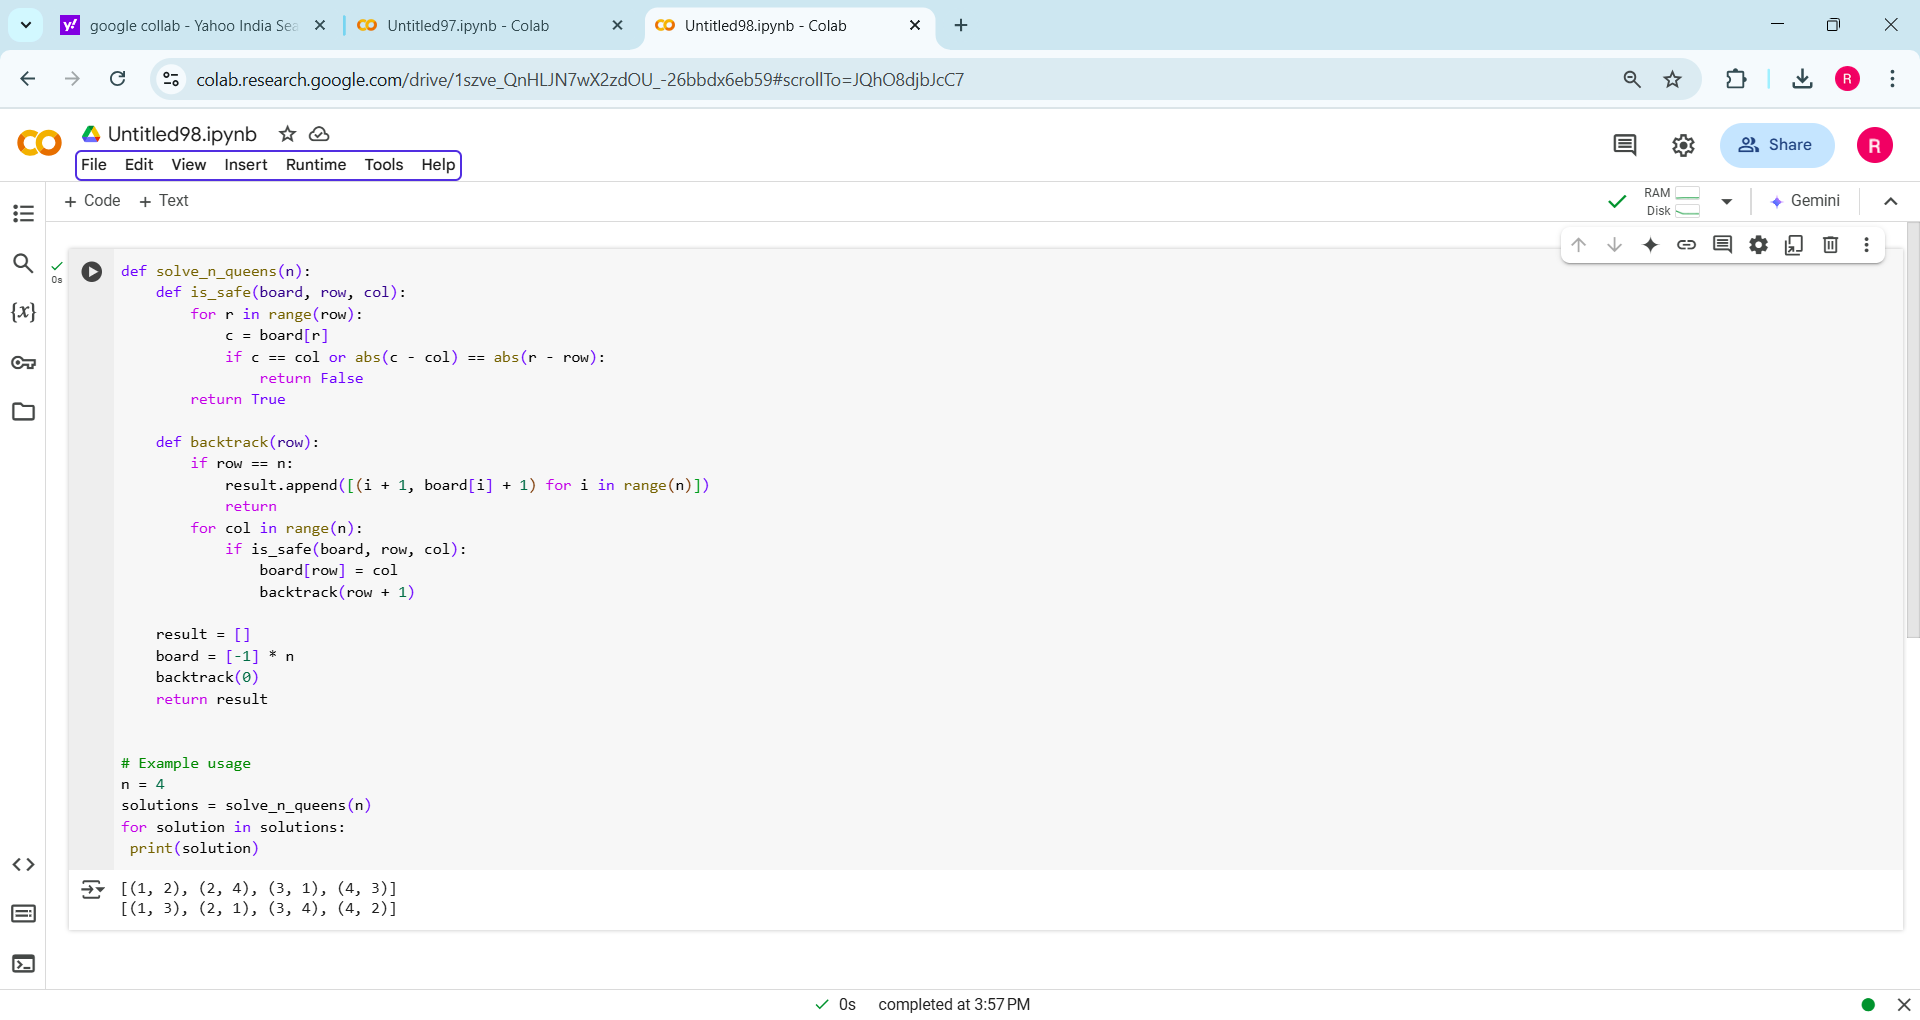 google collab - Yahoo India Sea
Untitled97.ipynb - Colab
Untitled98.ipynb - Colab
colab.research.google.com/drive/1szve_QnHLJN7wX2zdOU_-26bbdx6eb59#scrollTo=JQhO8djbJcC7
R
Untitled98.ipynb
File Edit View Insert Runtime Tools Help
Share
R
+ Code + Text
RAM
Disk
Gemini
0s
def solve_n_queens(n):
    def is_safe(board, row, col):
        for r in range(row):
            c = board[r]
            if c == col or abs(c - col) == abs(r - row):
                return False
        return True
    def backtrack(row):
        if row == n:
            result.append([(i + 1, board[i] + 1) for i in range(n)])
            return
        for col in range(n):
            if is_safe(board, row, col):
                board[row] = col
                backtrack(row + 1)
    result = []
    board = [-1] * n
    backtrack(0)
    return result
# Example usage
n = 4
solutions = solve_n_queens(n)
for solution in solutions:
 print(solution)
[(1, 2), (2, 4), (3, 1), (4, 3)]
[(1, 3), (2, 1), (3, 4), (4, 2)]
0s completed at 3:57 PM